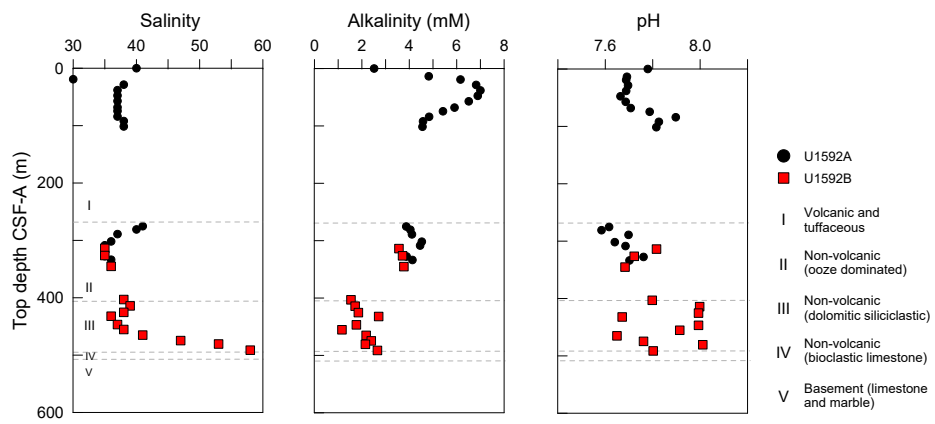 Salinity
Alkalinity (mM)
pH
30 40 50 60
0 2 4 6 8
7.6 8.0
0
200
400
600
Top depth CSF-A (m)
I
II
III
IV
V
U1592A
U1592B
I Volcanic and
tuffaceous
II Non-volcanic
(ooze dominated)
III Non-volcanic
(dolomitic siliciclastic)
IV Non-volcanic
(bioclastic limestone)
V Basement (limestone
and marble)